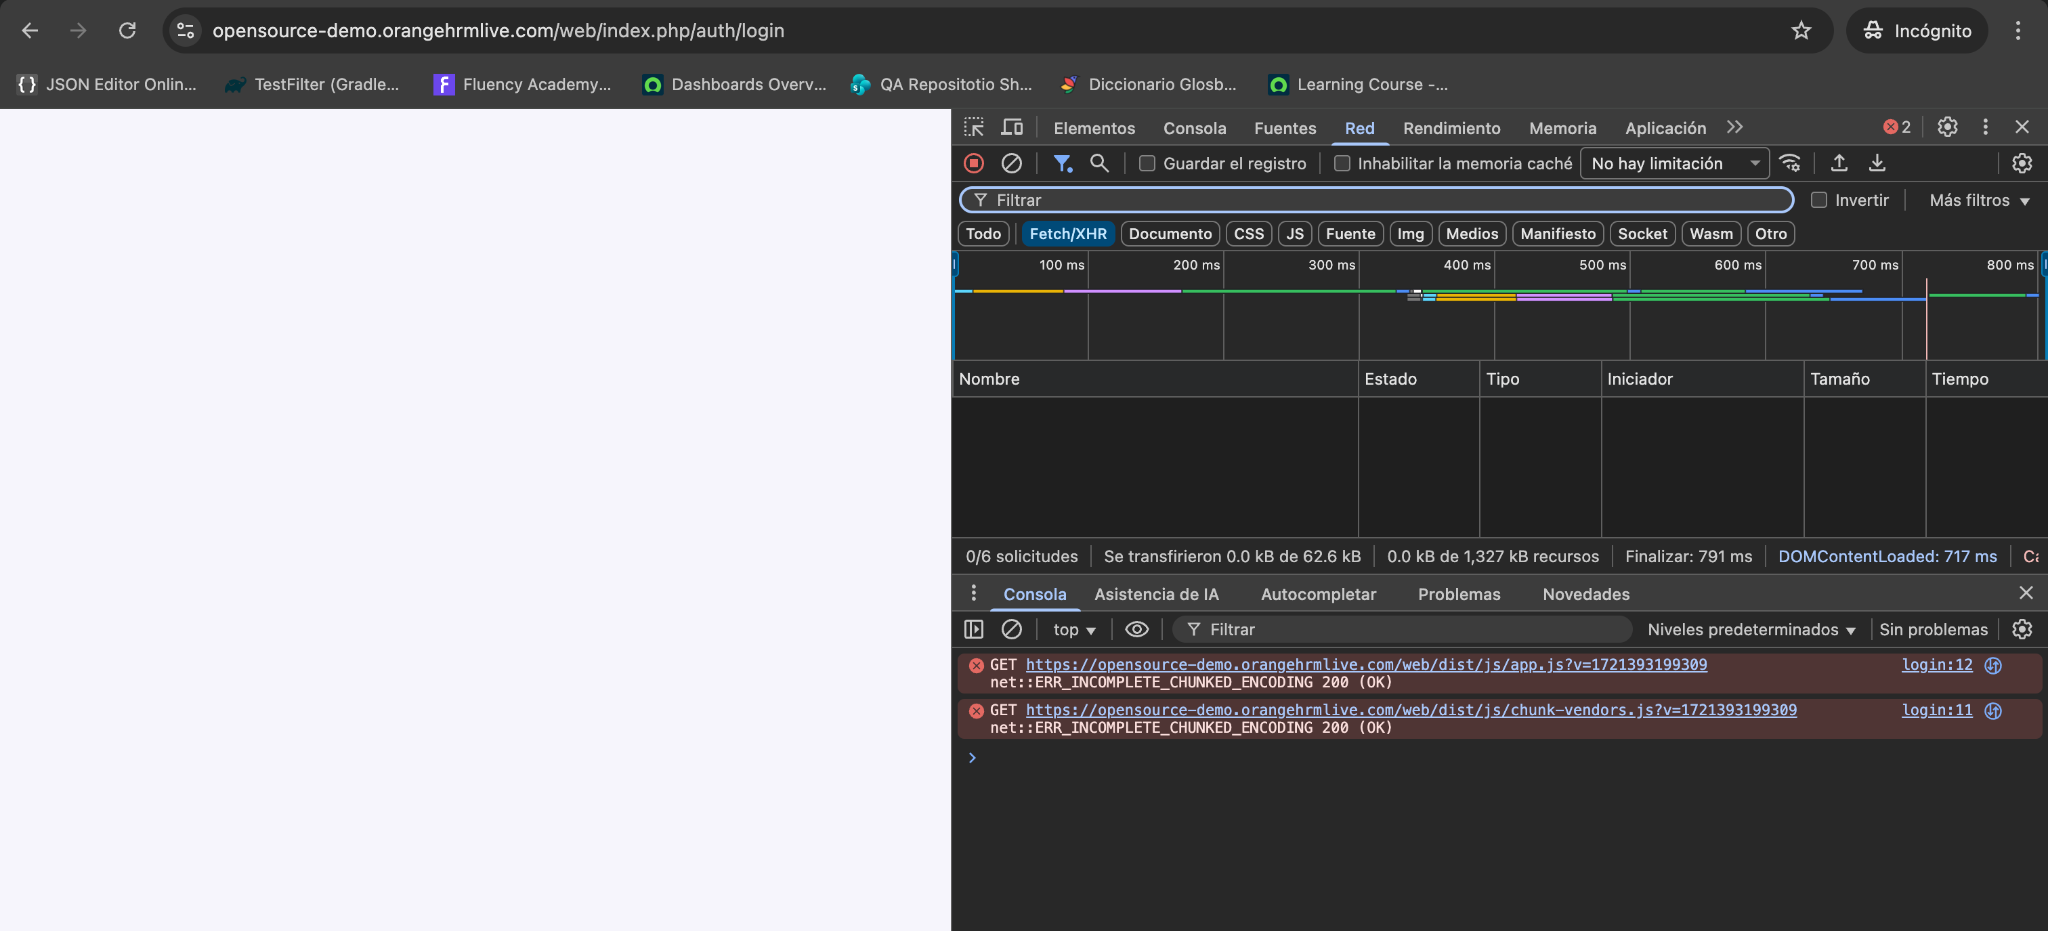 opensource-demo.orangehrmlive.com/web/index.php/auth/login
Incógnito
JSON Editor Onlin...
TestFilter (Gradle...
Fluency Academy...
Dashboards Overv...
QA Repositotio Sh...
Diccionario Glosb...
Learning Course -...
Elementos Consola Fuentes Red Rendimiento Memoria Aplicación 2
Guardar el registro Inhabilitar la memoria caché No hay limitación
Filtrar Invertir Más filtros
Todo Fetch/XHR Documento CSS JS Fuente Img Medios Manifiesto Socket Wasm Otro
100 ms 200 ms 300 ms 400 ms 500 ms 600 ms 700 ms 800 ms
Nombre Estado Tipo Iniciador Tamaño Tiempo
0/6 solicitudes Se transfirieron 0.0 kB de 62.6 kB 0.0 kB de 1,327 kB recursos Finalizar: 791 ms DOMContentLoaded: 717 ms
Consola Asistencia de IA Autocompletar Problemas Novedades
top Filtrar Niveles predeterminados Sin problemas
GET https://opensource-demo.orangehrmlive.com/web/dist/js/app.js?v=1721393199309 login:12
net::ERR_INCOMPLETE_CHUNKED_ENCODING 200 (OK)
GET https://opensource-demo.orangehrmlive.com/web/dist/js/chunk-vendors.js?v=1721393199309 login:11
net::ERR_INCOMPLETE_CHUNKED_ENCODING 200 (OK)